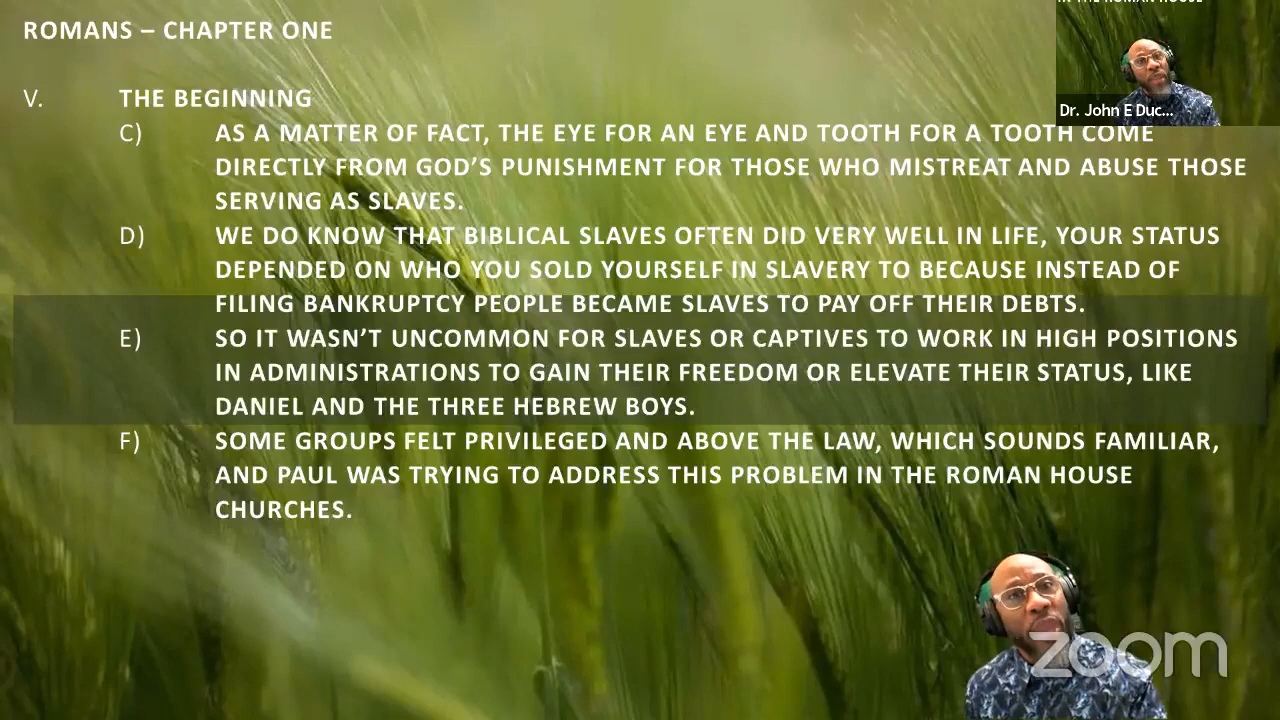 ROMANS – CHAPTER ONE
IN THE ROMAN HOUSE
Dr. John E Duc...
V. THE BEGINNING
C) AS A MATTER OF FACT, THE EYE FOR AN EYE AND TOOTH FOR A TOOTH COME
DIRECTLY FROM GOD'S PUNISHMENT FOR THOSE WHO MISTREAT AND ABUSE THOSE
SERVING AS SLAVES.
D) WE DO KNOW THAT BIBLICAL SLAVES OFTEN DID VERY WELL IN LIFE, YOUR STATUS
DEPENDED ON WHO YOU SOLD YOURSELF IN SLAVERY TO BECAUSE INSTEAD OF
FILING BANKRUPTCY PEOPLE BECAME SLAVES TO PAY OFF THEIR DEBTS.
E) SO IT WASN'T UNCOMMON FOR SLAVES OR CAPTIVES TO WORK IN HIGH POSITIONS
IN ADMINISTRATIONS TO GAIN THEIR FREEDOM OR ELEVATE THEIR STATUS, LIKE
DANIEL AND THE THREE HEBREW BOYS.
F) SOME GROUPS FELT PRIVILEGED AND ABOVE THE LAW, WHICH SOUNDS FAMILIAR,
AND PAUL WAS TRYING TO ADDRESS THIS PROBLEM IN THE ROMAN HOUSE
CHURCHES.
zoom